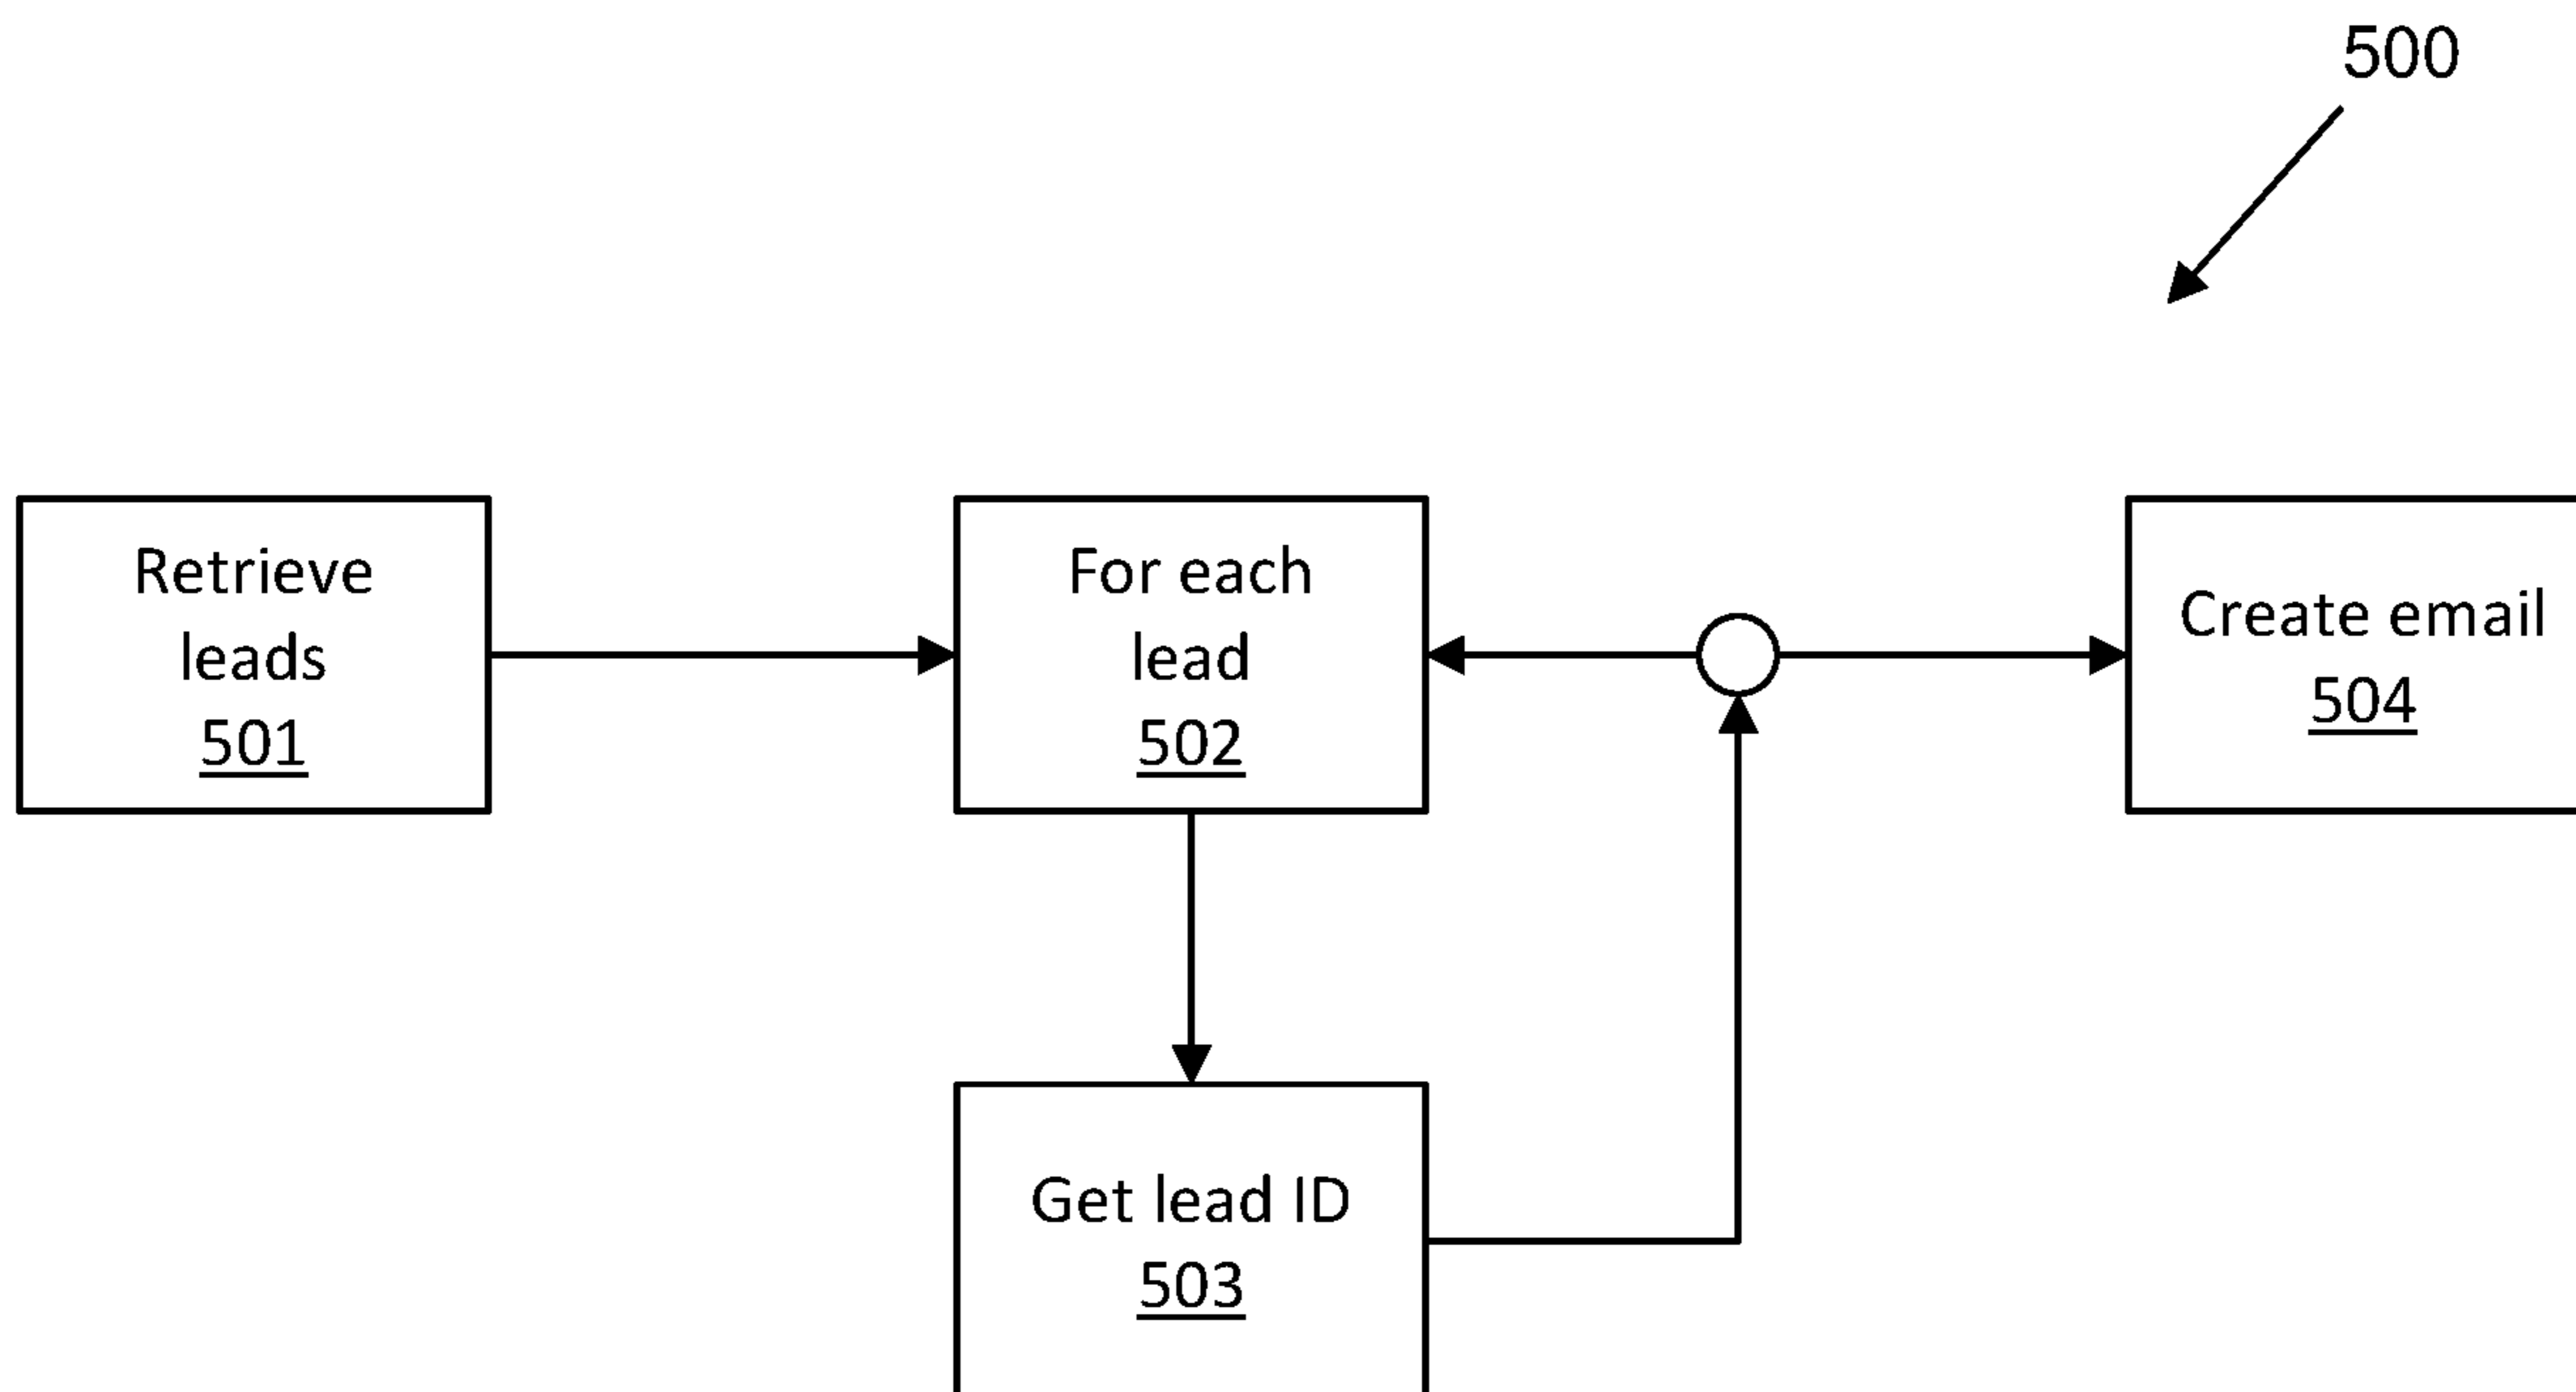 500
Retrieve
leads
501
For each
lead
502
Create email
504
Get lead ID
503